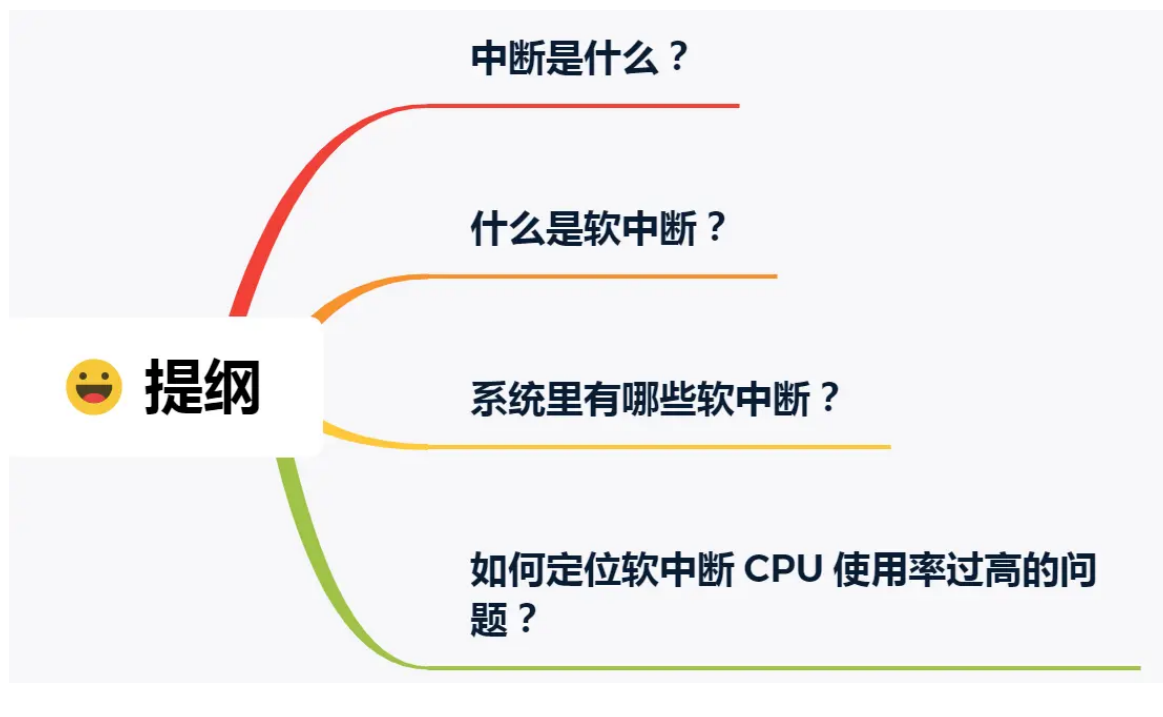 中断是什么？
什么是软中断？
提纲
系统里有哪些软中断？
如何定位软中断 CPU 使用率过高的问
题？